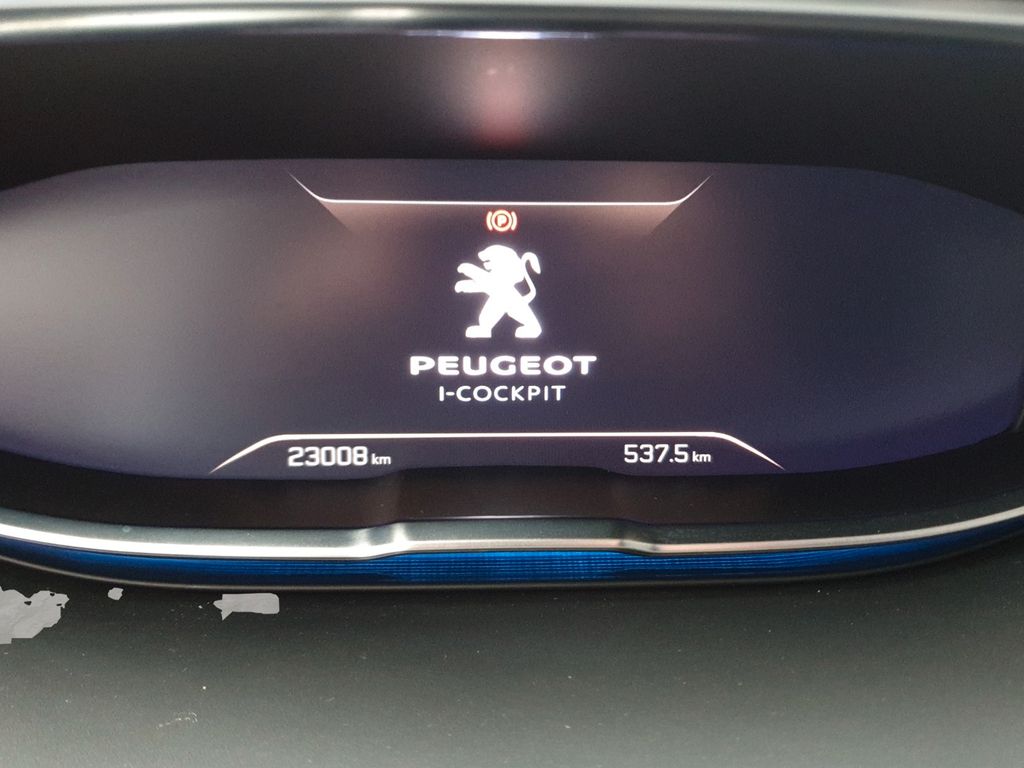 P
PEUGEOT
I-COCKPIT
23008 km
537.5 km